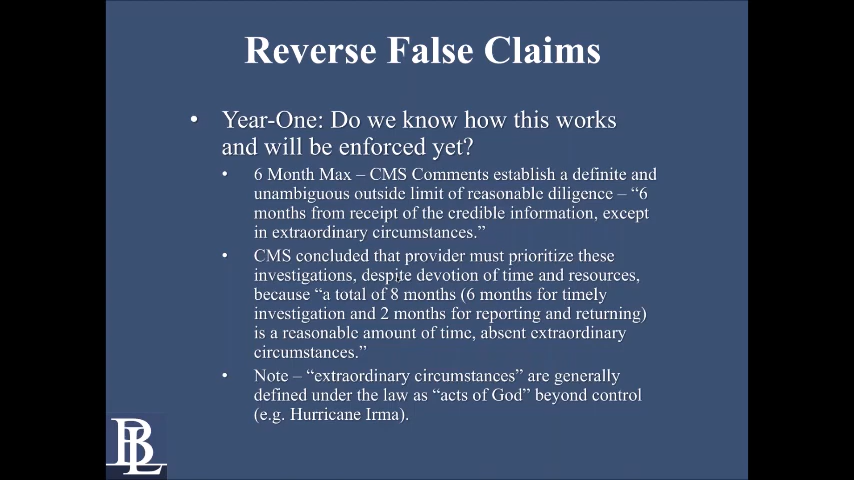 Reverse False Claims
• Year-One: Do we know how this works
and will be enforced yet?
• 6 Month Max – CMS Comments establish a definite and
unambiguous outside limit of reasonable diligence – “6
months from receipt of the credible information, except
in extraordinary circumstances.”
• CMS concluded that provider must prioritize these
investigations, despite devotion of time and resources,
because “a total of 8 months (6 months for timely
investigation and 2 months for reporting and returning)
is a reasonable amount of time, absent extraordinary
circumstances.”
• Note – “extraordinary circumstances” are generally
defined under the law as “acts of God” beyond control
(e.g. Hurricane Irma).
BL